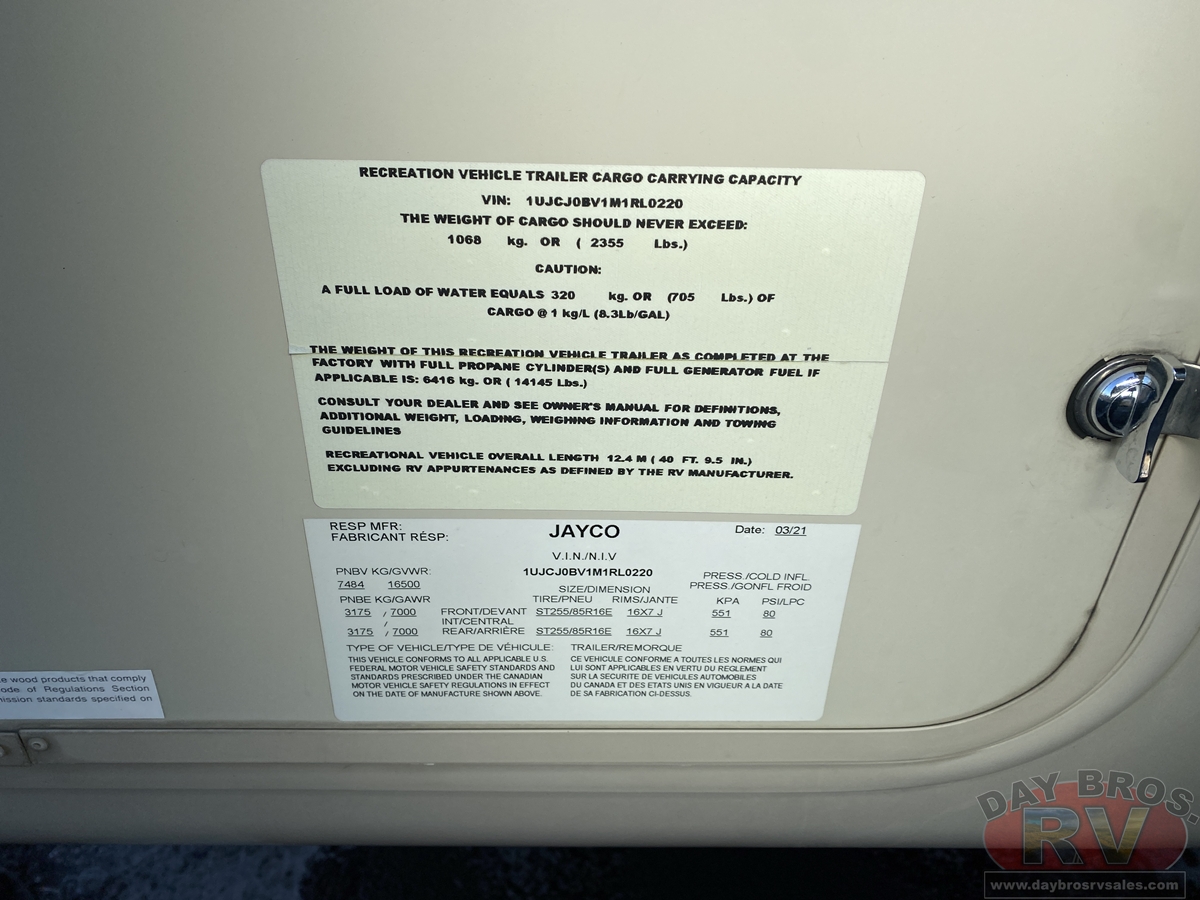 RECREATION VEHICLE TRAILER CARGO CARRYING CAPACITY
VIN: 1UJCJ0BV1M1RL0220
THE WEIGHT OF CARGO SHOULD NEVER EXCEED:
1068 kg. OR ( 2355 Lbs.)
CAUTION:
A FULL LOAD OF WATER EQUALS 320 kg. OR (705 Lbs.) OF
CARGO @ 1 kg/L (8.3Lb/GAL)
THE WEIGHT OF THIS RECREATION VEHICLE TRAILER AS COMPLETED AT THE
FACTORY WITH FULL PROPANE CYLINDER(S) AND FULL GENERATOR FUEL IF
APPLICABLE IS: 6416 kg. OR ( 14145 Lbs.)
CONSULT YOUR DEALER AND SEE OWNER'S MANUAL FOR DEFINITIONS,
ADDITIONAL WEIGHT, LOADING, WEIGHING INFORMATION AND TOWING
GUIDELINES
RECREATIONAL VEHICLE OVERALL LENGTH 12.4 M ( 40 FT. 9.5 IN.)
EXCLUDING RV APPURTENANCES AS DEFINED BY THE RV MANUFACTURER.
RESP MFR: JAYCO Date: 03/21
FABRICANT RÉSP:
V.I.N./N.I.V
PNBV KG/GVWR: 1UJCJ0BV1M1RL0220 PRESS./COLD INFL.
7484 16500 SIZE/DIMENSION PRESS./GONFL FROID
PNBE KG/GAWR TIRE/PNEU RIMS/JANTE KPA PSI/LPC
3175 / 7000 FRONT/DEVANT ST255/85R16E 16X7 J 551 80
/ INT/CENTRAL
3175 / 7000 REAR/ARRIÈRE ST255/85R16E 16X7 J 551 80
TYPE OF VEHICLE/TYPE DE VÉHICULE: TRAILER/REMORQUE
THIS VEHICLE CONFORMS TO ALL APPLICABLE U.S.
FEDERAL MOTOR VEHICLE SAFETY STANDARDS AND
STANDARDS PRESCRIBED UNDER THE CANADIAN
MOTOR VEHICLE SAFETY REGULATIONS IN EFFECT
ON THE DATE OF MANUFACTURE SHOWN ABOVE.
CE VEHICULE CONFORME A TOUTES LES NORMES QUI
LUI SONT APPLICABLES EN VERTU DU REGLEMENT
SUR LA SECURITE DE VEHICULES AUTOMOBILES
DU CANADA ET DES ETATS UNIS EN VIGUEUR A LA DATE
DE SA FABRICATION CI-DESSUS.
wood products that comply
of Regulations Section
standards specified on
DAY BROS.
RV
www.daybrosrvsales.com